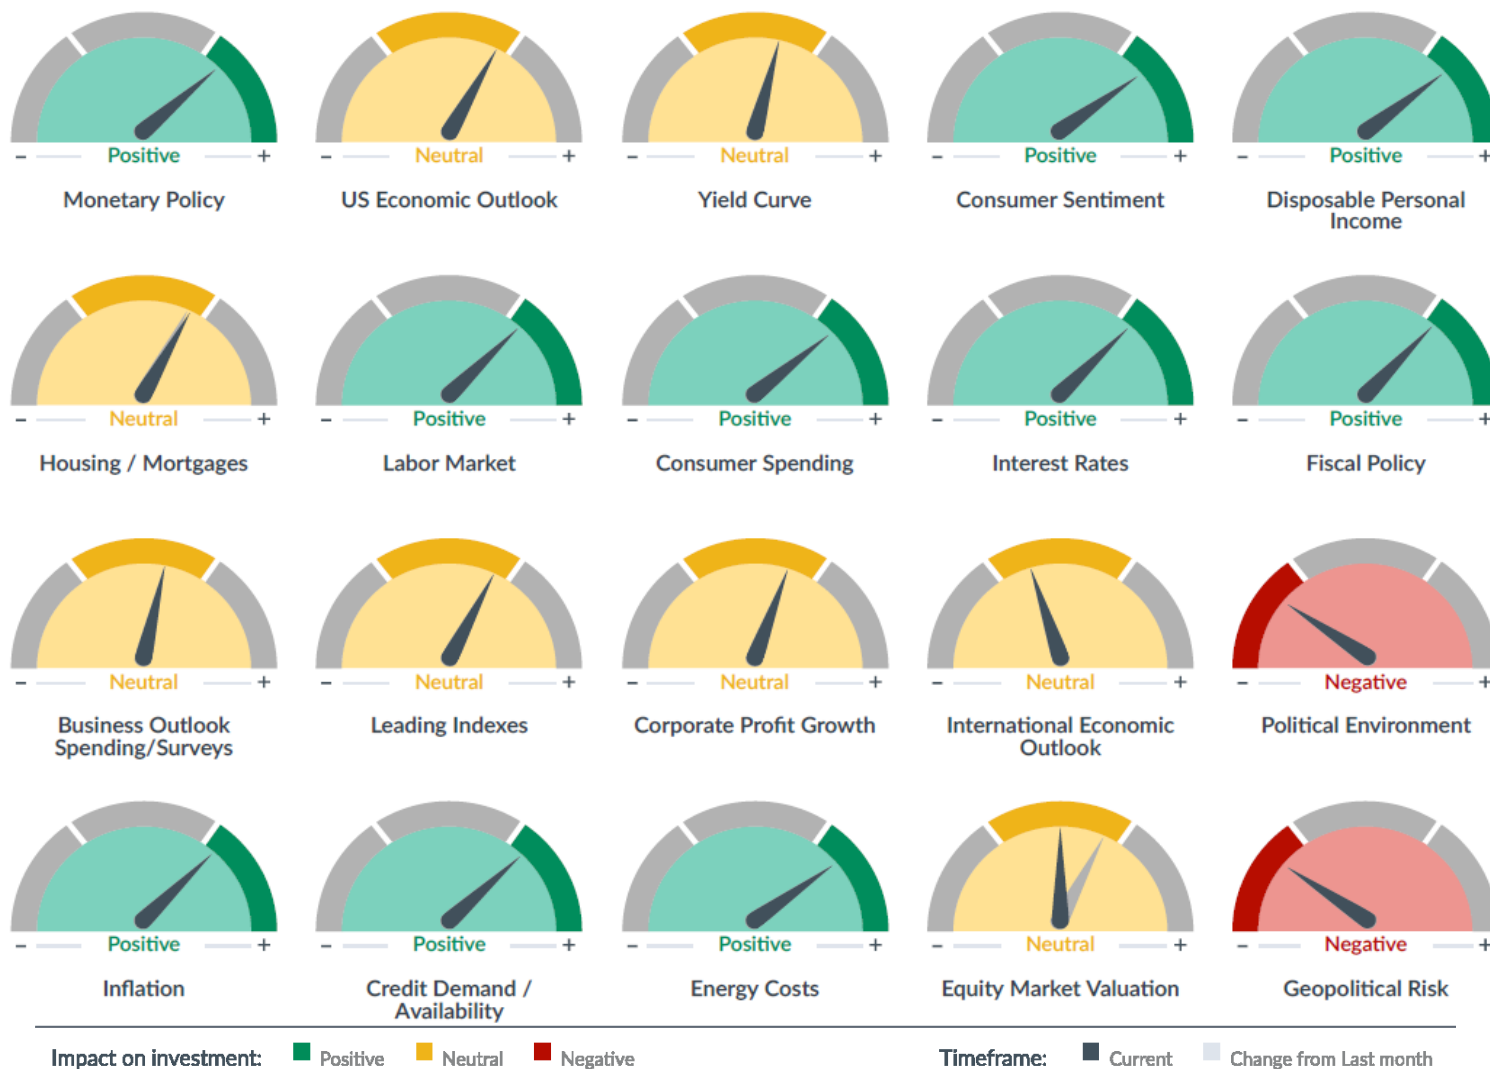 - Positive +
Monetary Policy
- Neutral +
US Economic Outlook
- Neutral +
Yield Curve
- Positive +
Consumer Sentiment
- Positive +
Disposable Personal
Income
- Neutral +
Housing / Mortgages
- Positive +
Labor Market
- Positive +
Consumer Spending
- Positive +
Interest Rates
- Positive +
Fiscal Policy
- Neutral +
Business Outlook
Spending/Surveys
- Neutral +
Leading Indexes
- Neutral +
Corporate Profit Growth
- Neutral +
International Economic
Outlook
- Negative +
Political Environment
- Positive +
Inflation
- Positive +
Credit Demand /
Availability
- Positive +
Energy Costs
- Neutral +
Equity Market Valuation
- Negative +
Geopolitical Risk
Impact on investment: Positive Neutral Negative
Timeframe: Current Change from Last month